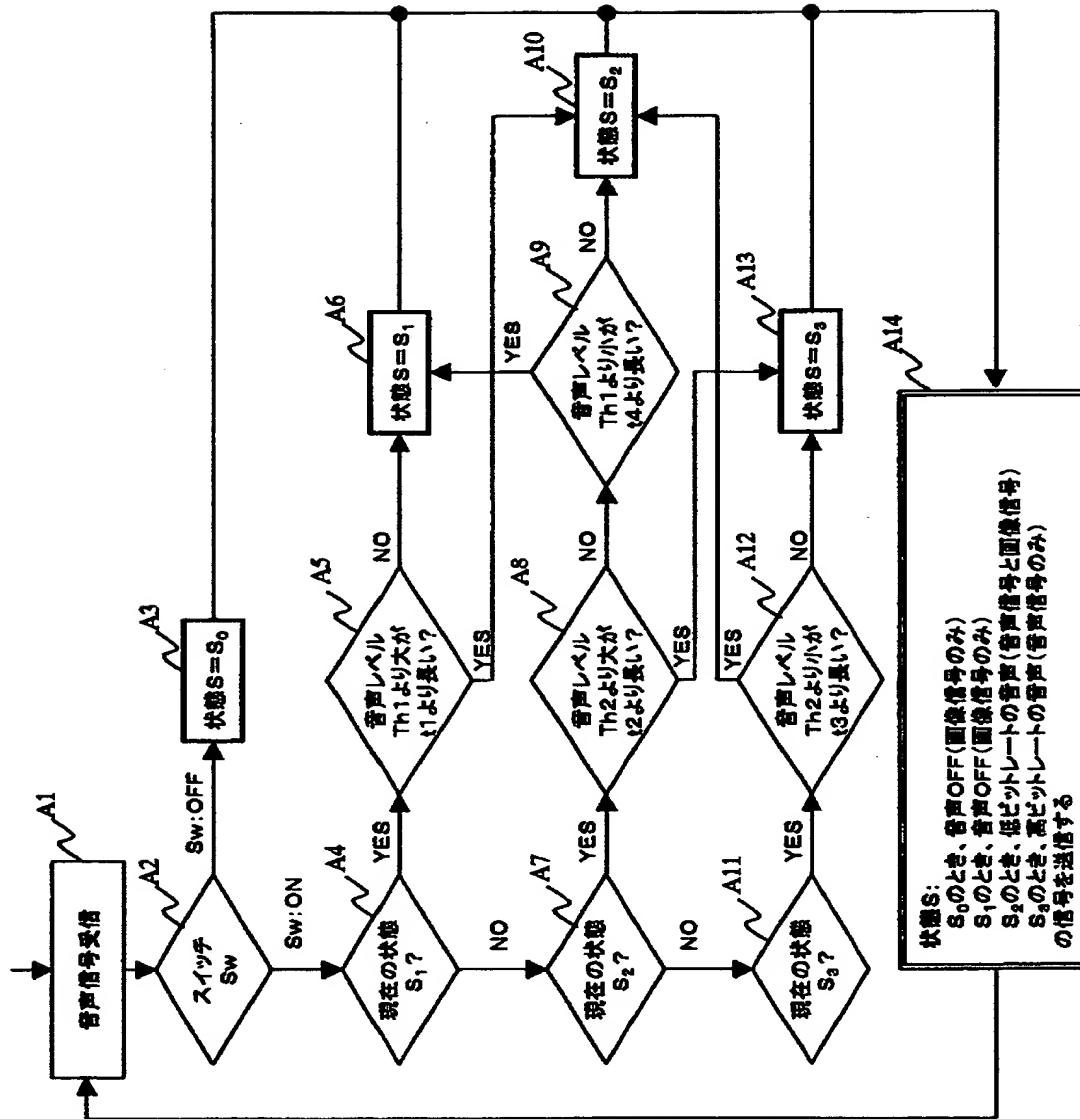 A1
音声信号受信
A2
スイッチ
Sw
Sw:OFF
Sw:ON
A3
状態S=S₀
A4
現在の状態
S₁?
YES
NO
A5
音声レベル
Th1より大が
t1より長い?
NO
YES
A6
状態S=S₁
A7
現在の状態
S₂?
YES
NO
A8
音声レベル
Th2より大が
t2より長い?
NO
YES
A9
音声レベル
Th1より小が
t4より長い?
YES
NO
A10
状態S=S₂
A11
現在の状態
S₃?
YES
A12
音声レベル
Th2より小が
t3より長い?
YES
NO
A13
状態S=S₃
A14
状態S:
S₀のとき、音声OFF(画像信号のみ)
S₁のとき、音声OFF(画像信号のみ)
S₂のとき、低ビットレートの音声(音声信号と画像信号)
S₃のとき、高ビットレートの音声(音声信号のみ)
の信号を送信する